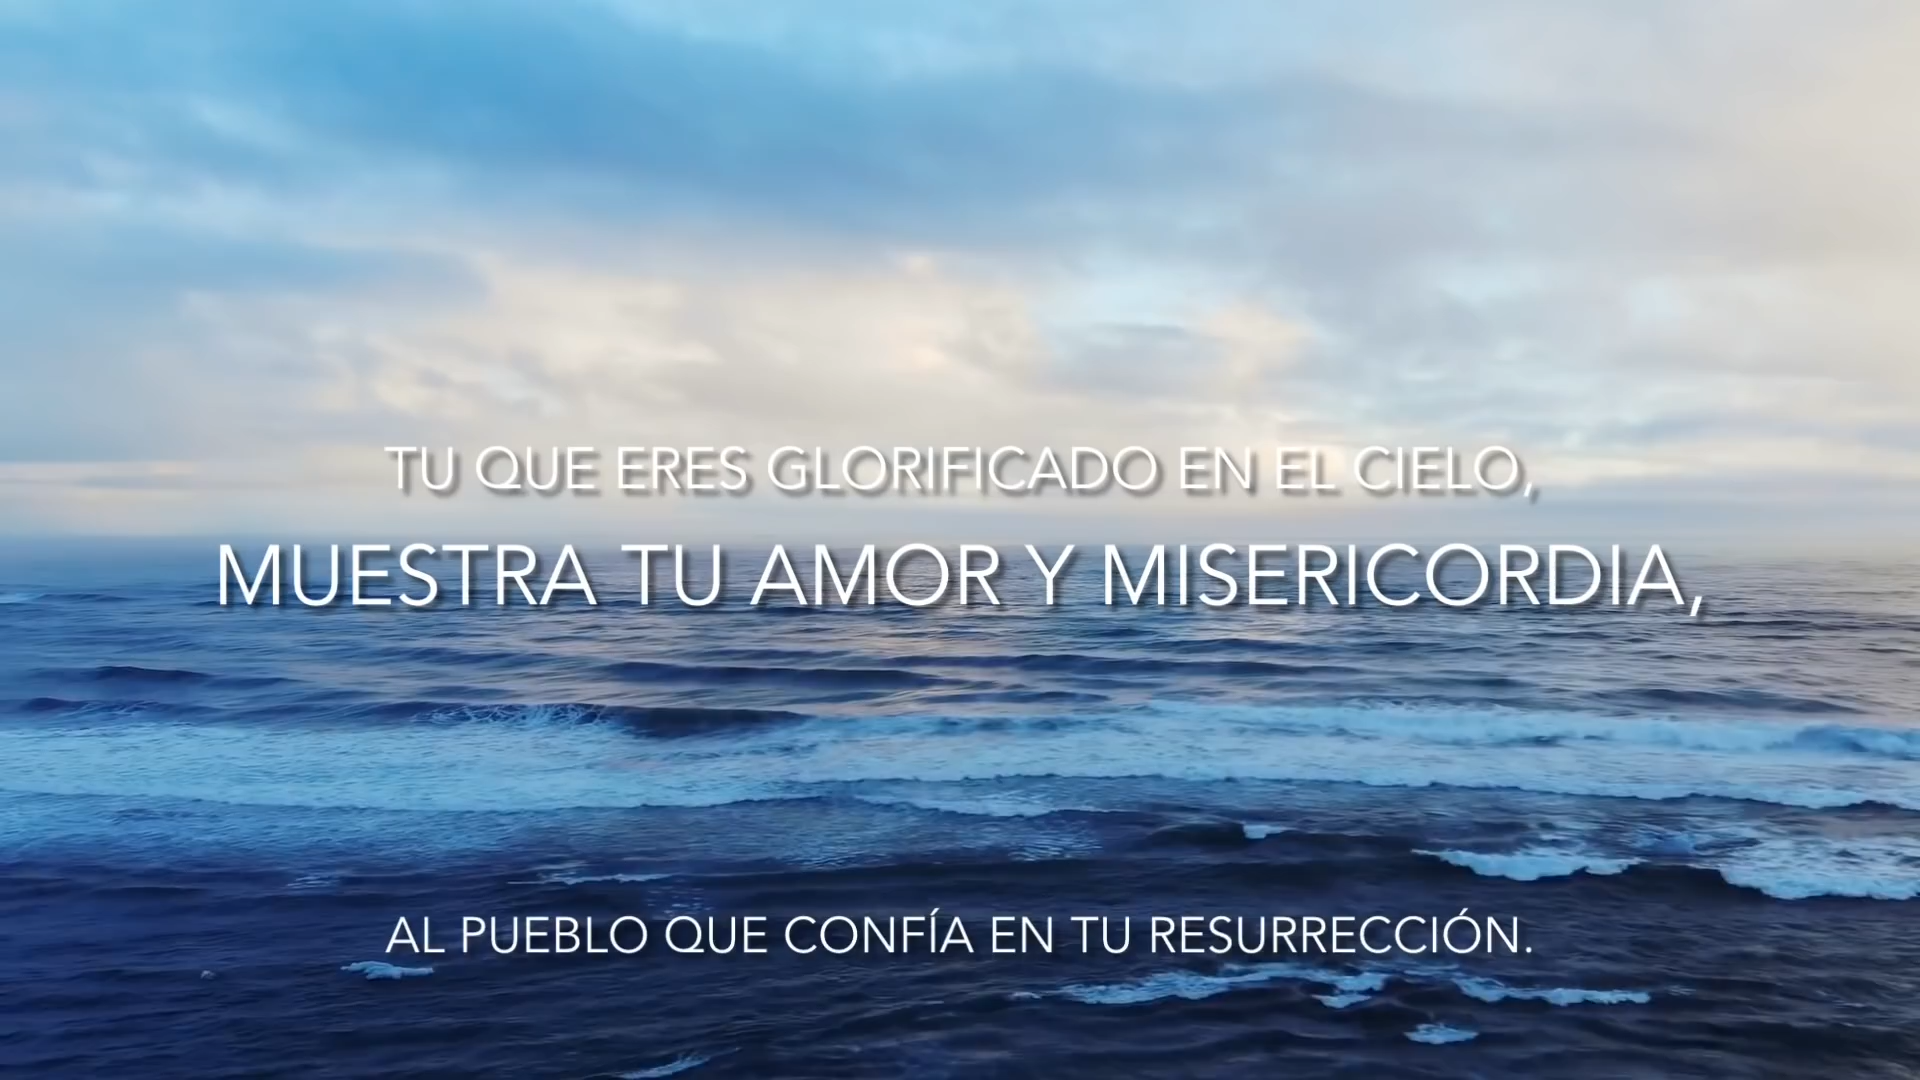 TU QUE ERES GLORIFICADO EN EL CIELO,
MUESTRA TU AMOR Y MISERICORDIA,
AL PUEBLO QUE CONFÍA EN TU RESURRECCIÓN.